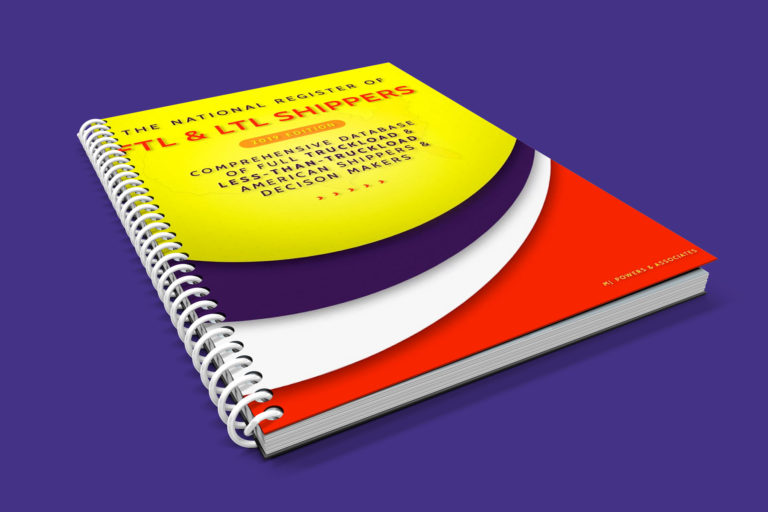 THE NATIONAL REGISTER OF
FTL & LTL SHIPPERS
2019 EDITION
COMPREHENSIVE DATABASE
OF FULL TRUCKLOAD &
LESS-THAN-TRUCKLOAD
AMERICAN SHIPPERS &
DECISON MAKERS
MJ POWERS & ASSOCIATES